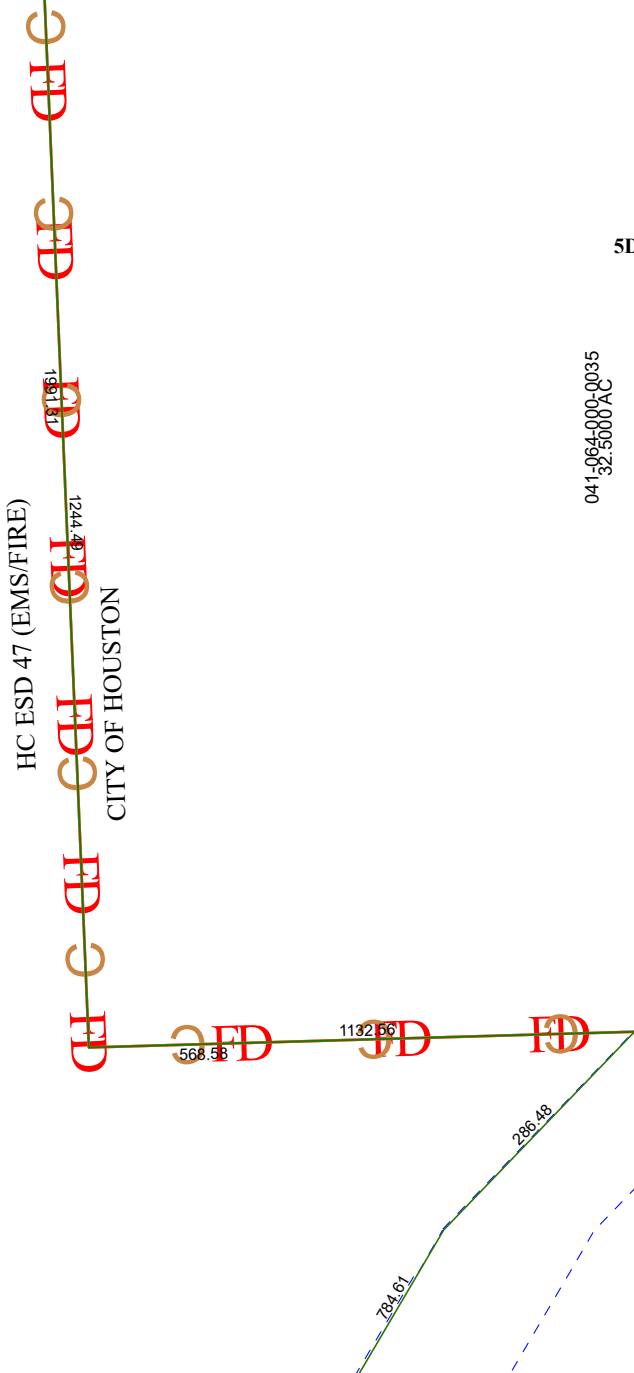 C
FD
C
FD
5D
1991.31
FD
C
041-064-000-0035
32.5000 AC
1244.49
FD
C
HC ESD 47 (EMS/FIRE)
CITY OF HOUSTON
FD
C
FD
C
FD
C
FD
568.58
1132.56
C
FD
FD
C
286.48
784.61